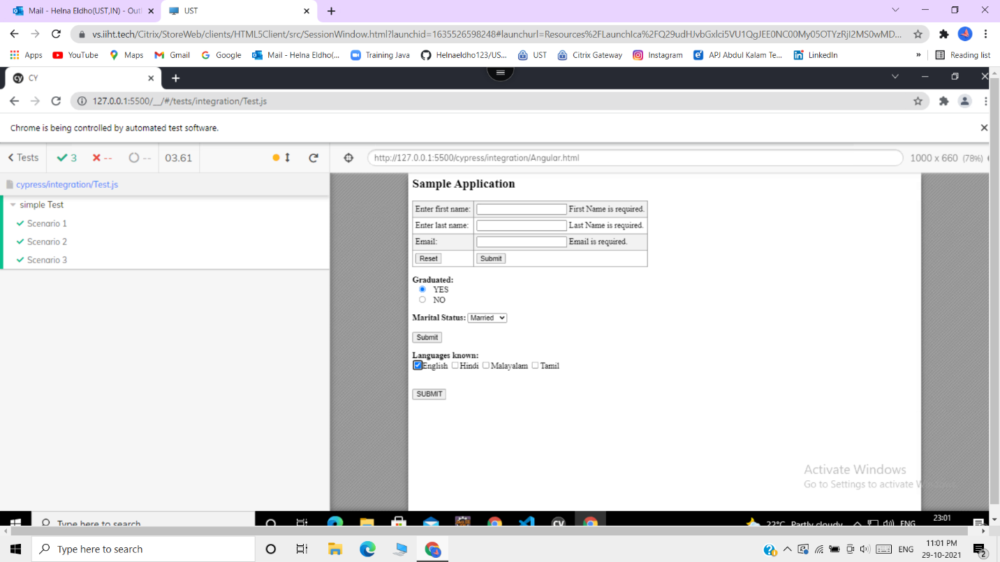 Mail - Helna Eldho(UST,IN) - Outl
UST
vs.iiht.tech/Citrix/StoreWeb/clients/HTML5Client/src/SessionWindow.html?launchid=1635526598248#launchurl=Resources%2FLaunchIca%2FQ29udHJvbGxlci5VU1QgJEE0NC00My05OTYzRjI2MS0wMD...
Apps YouTube Maps Gmail Google Mail - Helna Eldho(... Training Java Helnaeldho123/US... UST Citrix Gateway Instagram APJ Abdul Kalam Te... LinkedIn » Reading list
cy CY
127.0.0.1:5500/__/#/tests/integration/Test.js
Chrome is being controlled by automated test software.
Tests 3 -- -- 03.61 http://127.0.0.1:5500/cypress/integration/Angular.html 1000 x 660 (78%)
cypress/integration/Test.js
simple Test
Scenario 1
Scenario 2
Scenario 3
Sample Application
Enter first name: First Name is required.
Enter last name: Last Name is required.
Email: Email is required.
Reset Submit
Graduated:
YES
NO
Marital Status: Married
Submit
Languages known:
English Hindi Malayalam Tamil
SUBMIT
Activate Windows
Go to Settings to activate
Type here to search
22°C Partly cloudy ENG 23:01
Type here to search
ENG 11:01 PM
29-10-2021
2